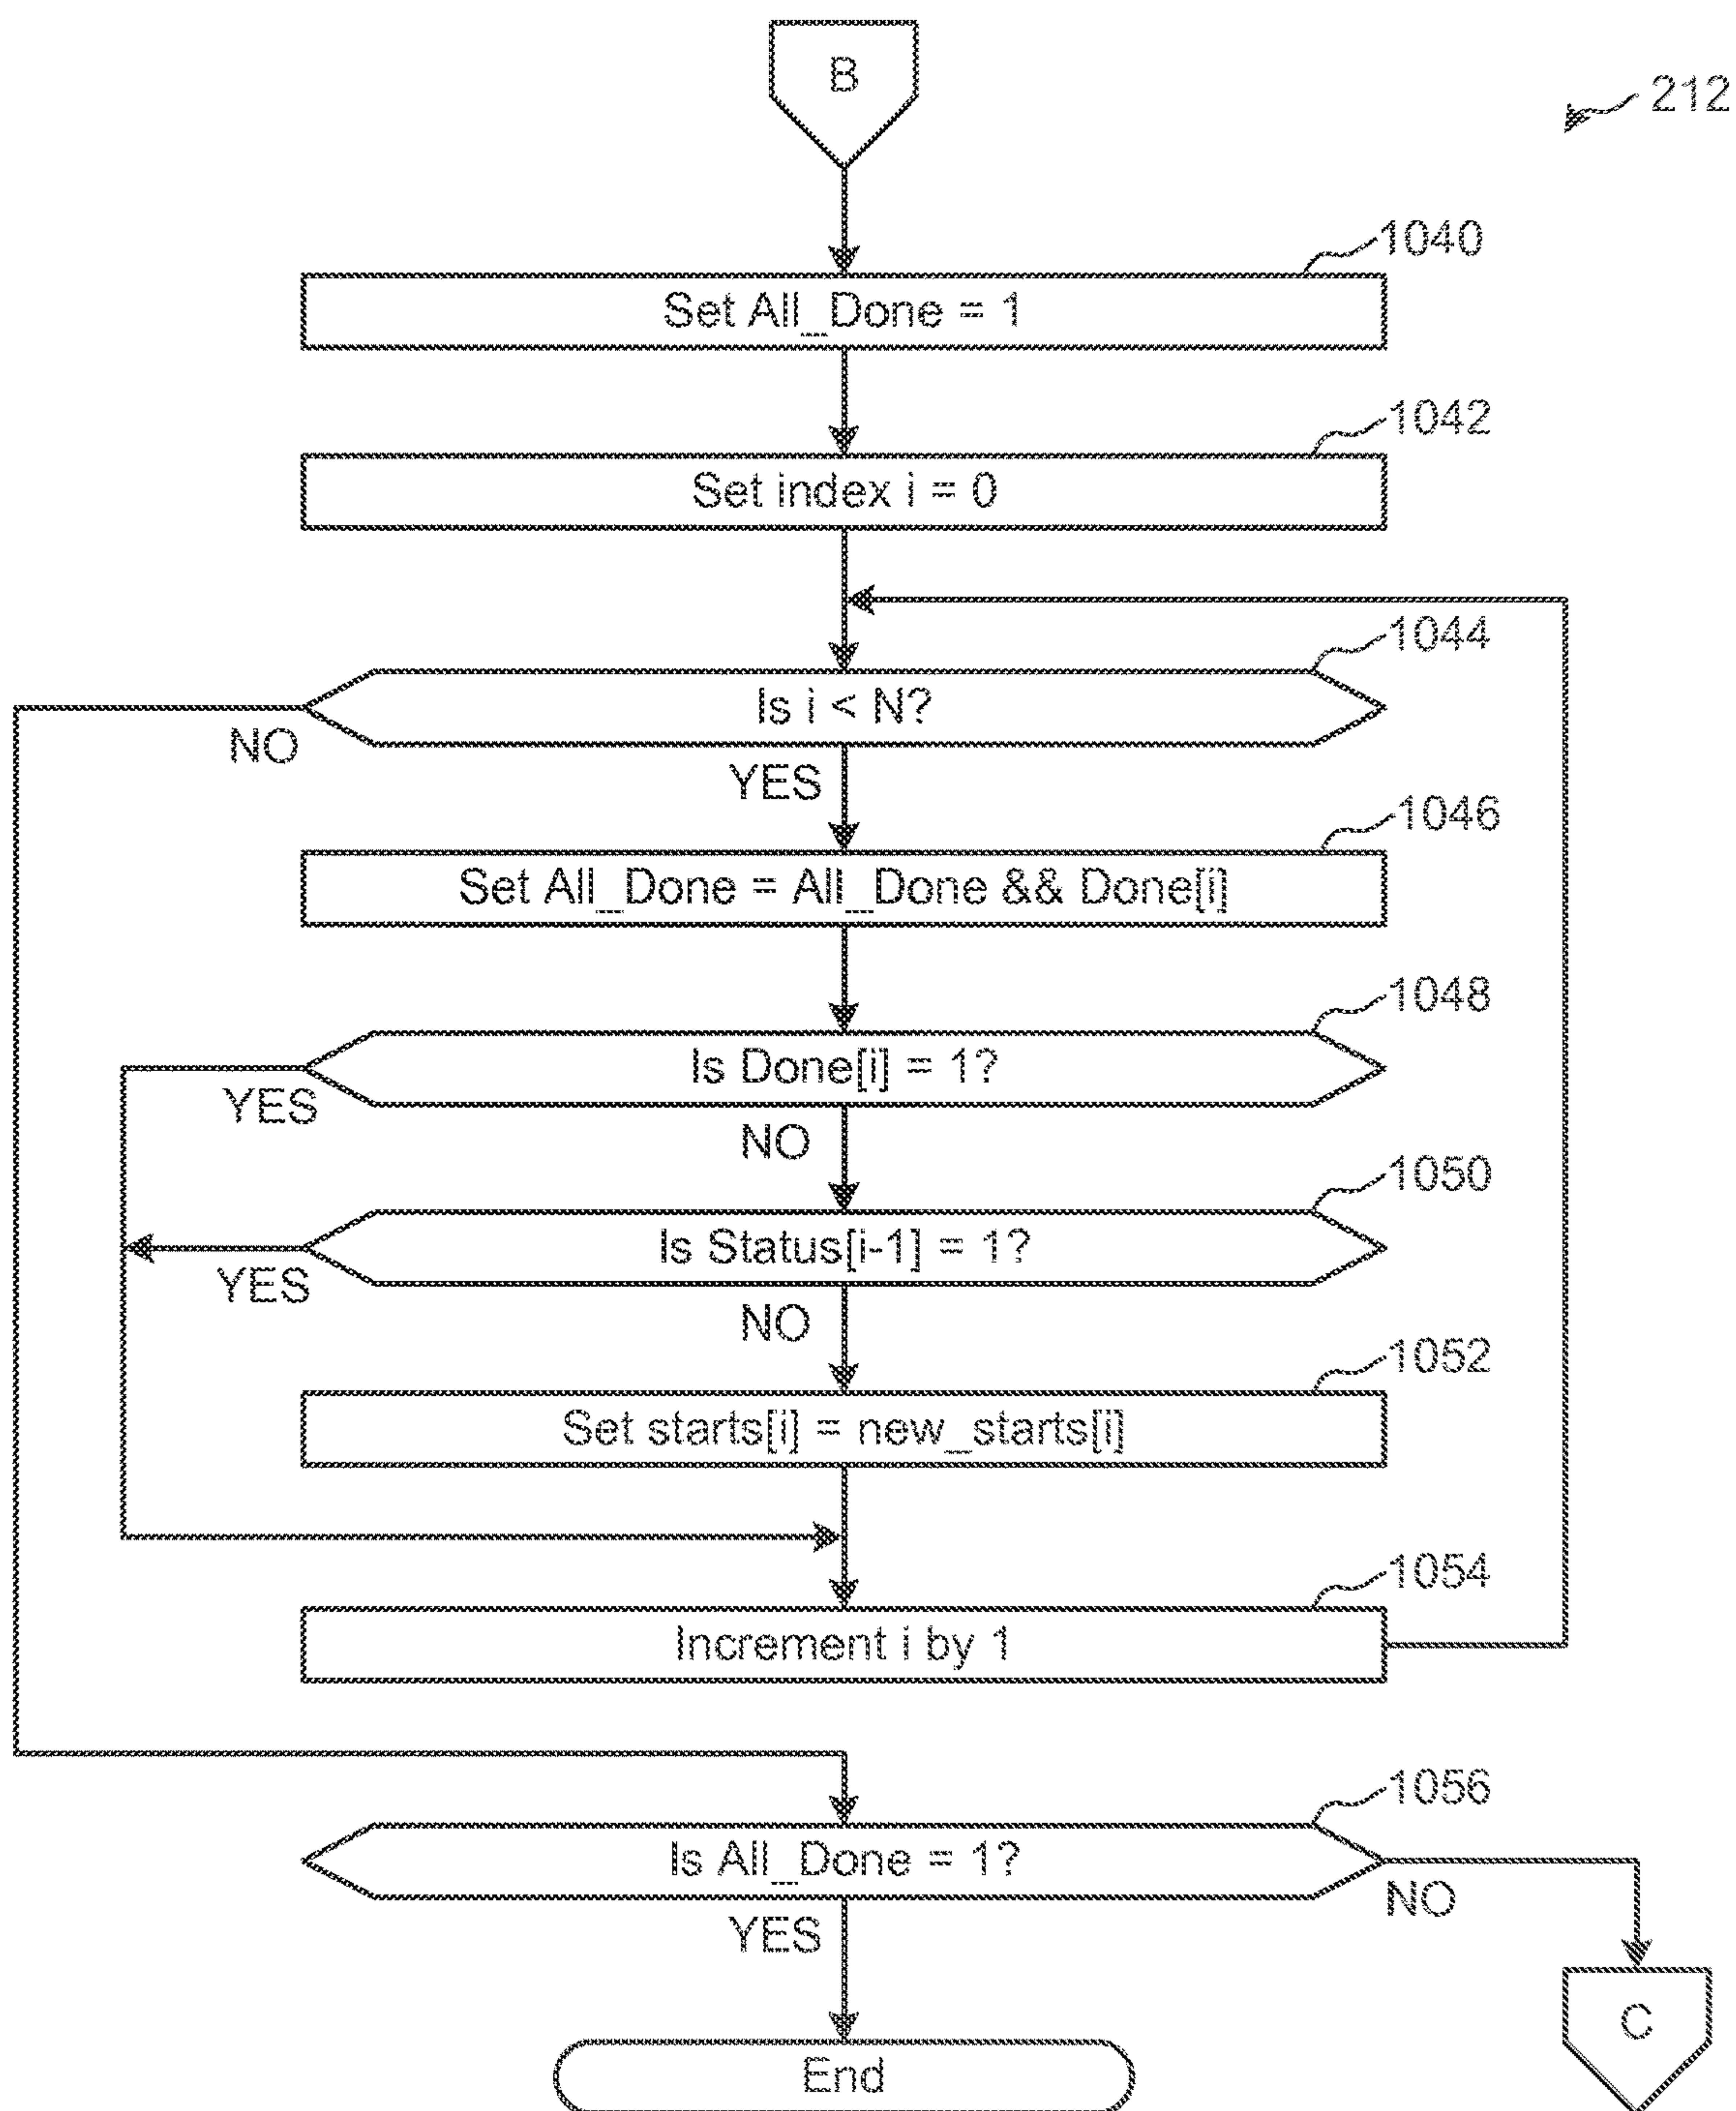 B
212
1040
Set All_Done = 1
1042
Set index i = 0
1044
Is i < N?
NO
YES
1046
Set All_Done = All_Done && Done[i]
1048
Is Done[i] = 1?
YES
NO
1050
Is Status[i-1] = 1?
YES
NO
1052
Set starts[i] = new_starts[i]
1054
Increment i by 1
1056
Is All_Done = 1?
NO
YES
C
End